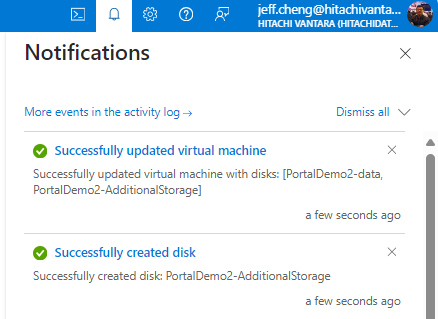 jeff.cheng@hitachivanta...
HITACHI VANTARA (HITACHIDAT...
Notifications
More events in the activity log →
Dismiss all
Successfully updated virtual machine
Successfully updated virtual machine with disks: [PortalDemo2-data,
PortalDemo2-AdditionalStorage]
a few seconds ago
Successfully created disk
Successfully created disk: PortalDemo2-AdditionalStorage
a few seconds ago